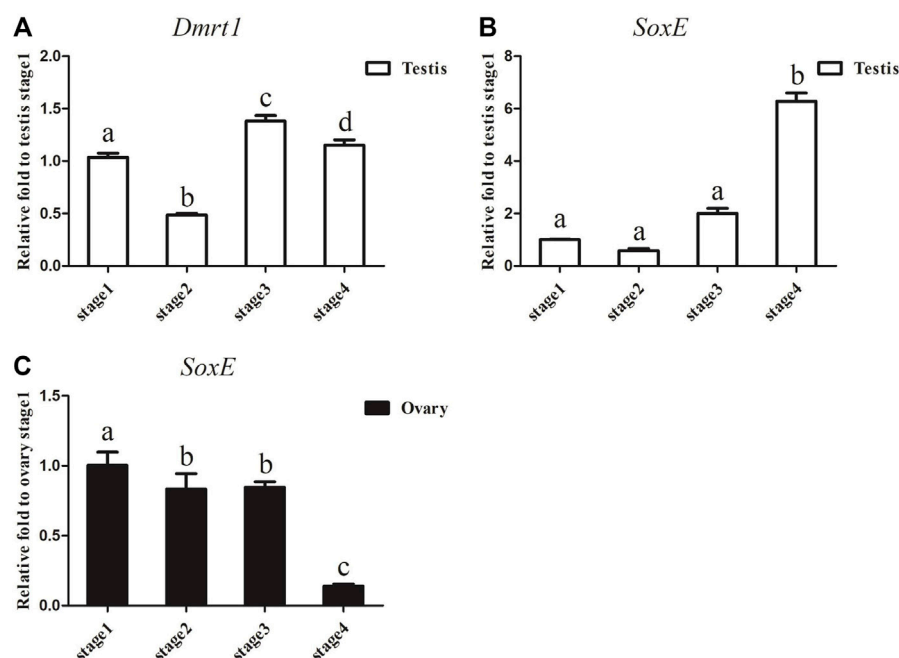 A
Dmrt1
Relative fold to testis stage1
2.0
1.5
1.0
0.5
0.0
a
b
c
d
Testis
stage1
stage2
stage3
stage4
B
SoxE
Relative fold to testis stage1
8
6
4
2
0
a
a
a
b
Testis
stage1
stage2
stage3
stage4
C
SoxE
Relative fold to ovary stage1
1.5
1.0
0.5
0.0
a
b
b
c
Ovary
stage1
stage2
stage3
stage4